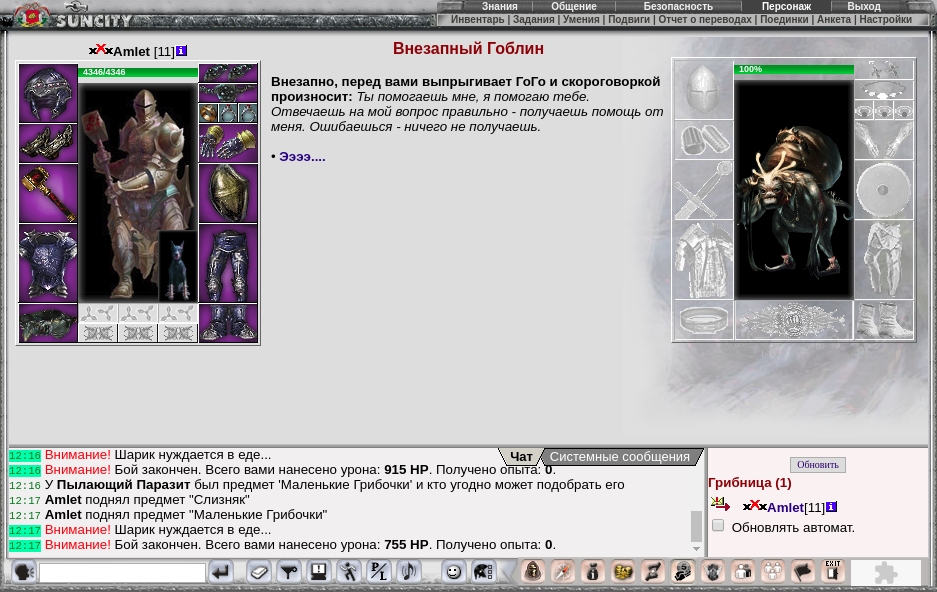 SUNCITY
Знания Общение Безопасность Персонаж Выход
Инвентарь | Задания | Умения | Подвиги | Отчет о переводах | Поединки | Анкета | Настройки
Amlet [11]
4346/4346
Внезапный Гоблин
Внезапно, перед вами выпрыгивает ГоГо и скороговоркой
произносит: Ты помогаешь мне, я помогаю тебе.
Отвечаешь на мой вопрос правильно - получаешь помощь от
меня. Ошибаешься - ничего не получаешь.
• Ээээ....
100%
Чат Системные сообщения
12:16 Внимание! Шарик нуждается в еде...
12:16 Внимание! Бой закончен. Всего вами нанесено урона: 915 HP. Получено опыта: 0.
12:16 У Пылающий Паразит был предмет 'Маленькие Грибочки' и кто угодно может подобрать его
12:17 Amlet поднял предмет "Слизняк"
12:17 Amlet поднял предмет "Маленькие Грибочки"
12:17 Внимание! Шарик нуждается в еде...
12:17 Внимание! Бой закончен. Всего вами нанесено урона: 755 HP. Получено опыта: 0.
Обновить
Грибница (1)
Amlet[11]
Обновлять автомат.
P/L
EXIT